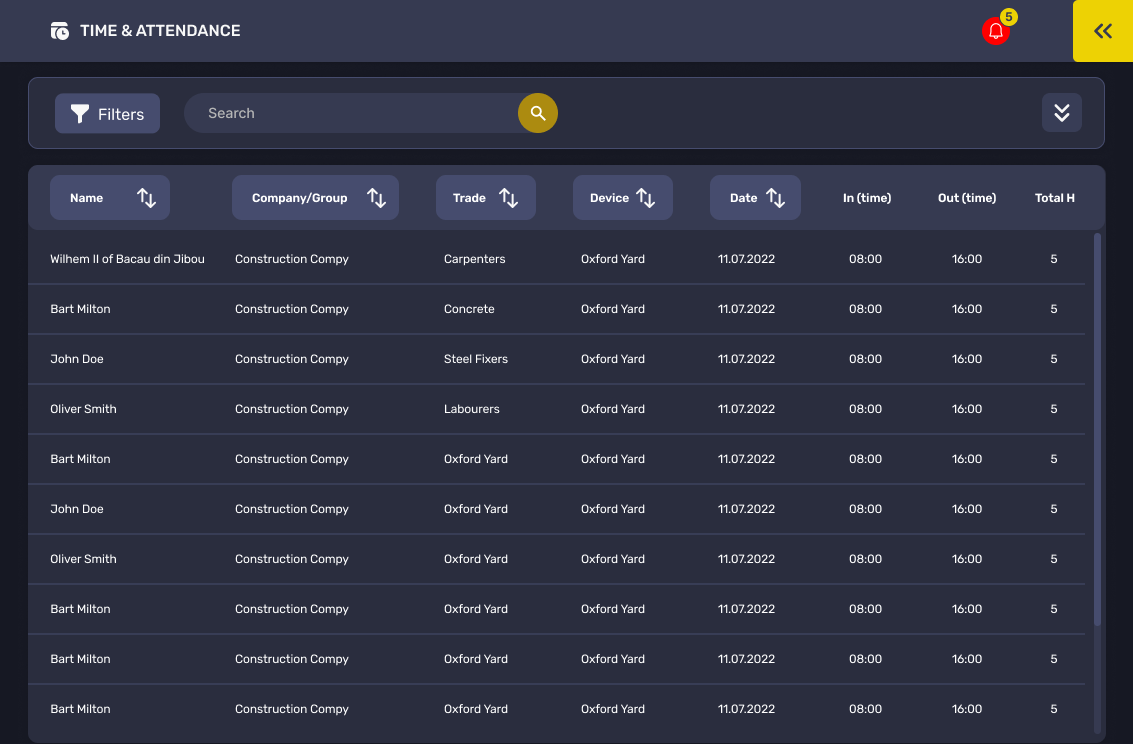 TIME & ATTENDANCE
5
Filters
Search
Name Company/Group Trade Device Date In (time) Out (time) Total H
Wilhem II of Bacau din Jibou Construction Compy Carpenters Oxford Yard 11.07.2022 08:00 16:00 5
Bart Milton Construction Compy Concrete Oxford Yard 11.07.2022 08:00 16:00 5
John Doe Construction Compy Steel Fixers Oxford Yard 11.07.2022 08:00 16:00 5
Oliver Smith Construction Compy Labourers Oxford Yard 11.07.2022 08:00 16:00 5
Bart Milton Construction Compy Oxford Yard Oxford Yard 11.07.2022 08:00 16:00 5
John Doe Construction Compy Oxford Yard Oxford Yard 11.07.2022 08:00 16:00 5
Oliver Smith Construction Compy Oxford Yard Oxford Yard 11.07.2022 08:00 16:00 5
Bart Milton Construction Compy Oxford Yard Oxford Yard 11.07.2022 08:00 16:00 5
Bart Milton Construction Compy Oxford Yard Oxford Yard 11.07.2022 08:00 16:00 5
Bart Milton Construction Compy Oxford Yard Oxford Yard 11.07.2022 08:00 16:00 5